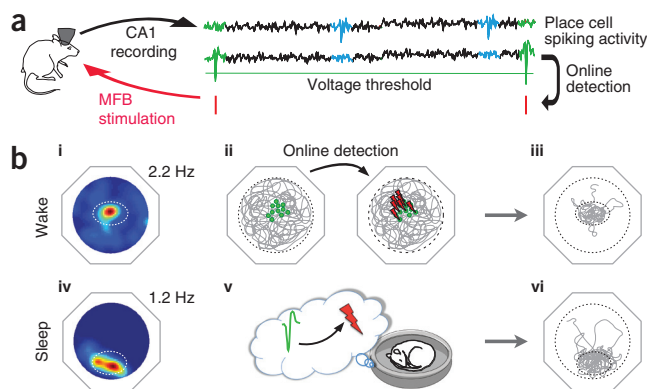 a
CA1
recording
Place cell
spiking activity
Voltage threshold
Online
detection
MFB
stimulation
b
i
2.2 Hz
ii
Online detection
iii
Wake
iv
1.2 Hz
v
vi
Sleep